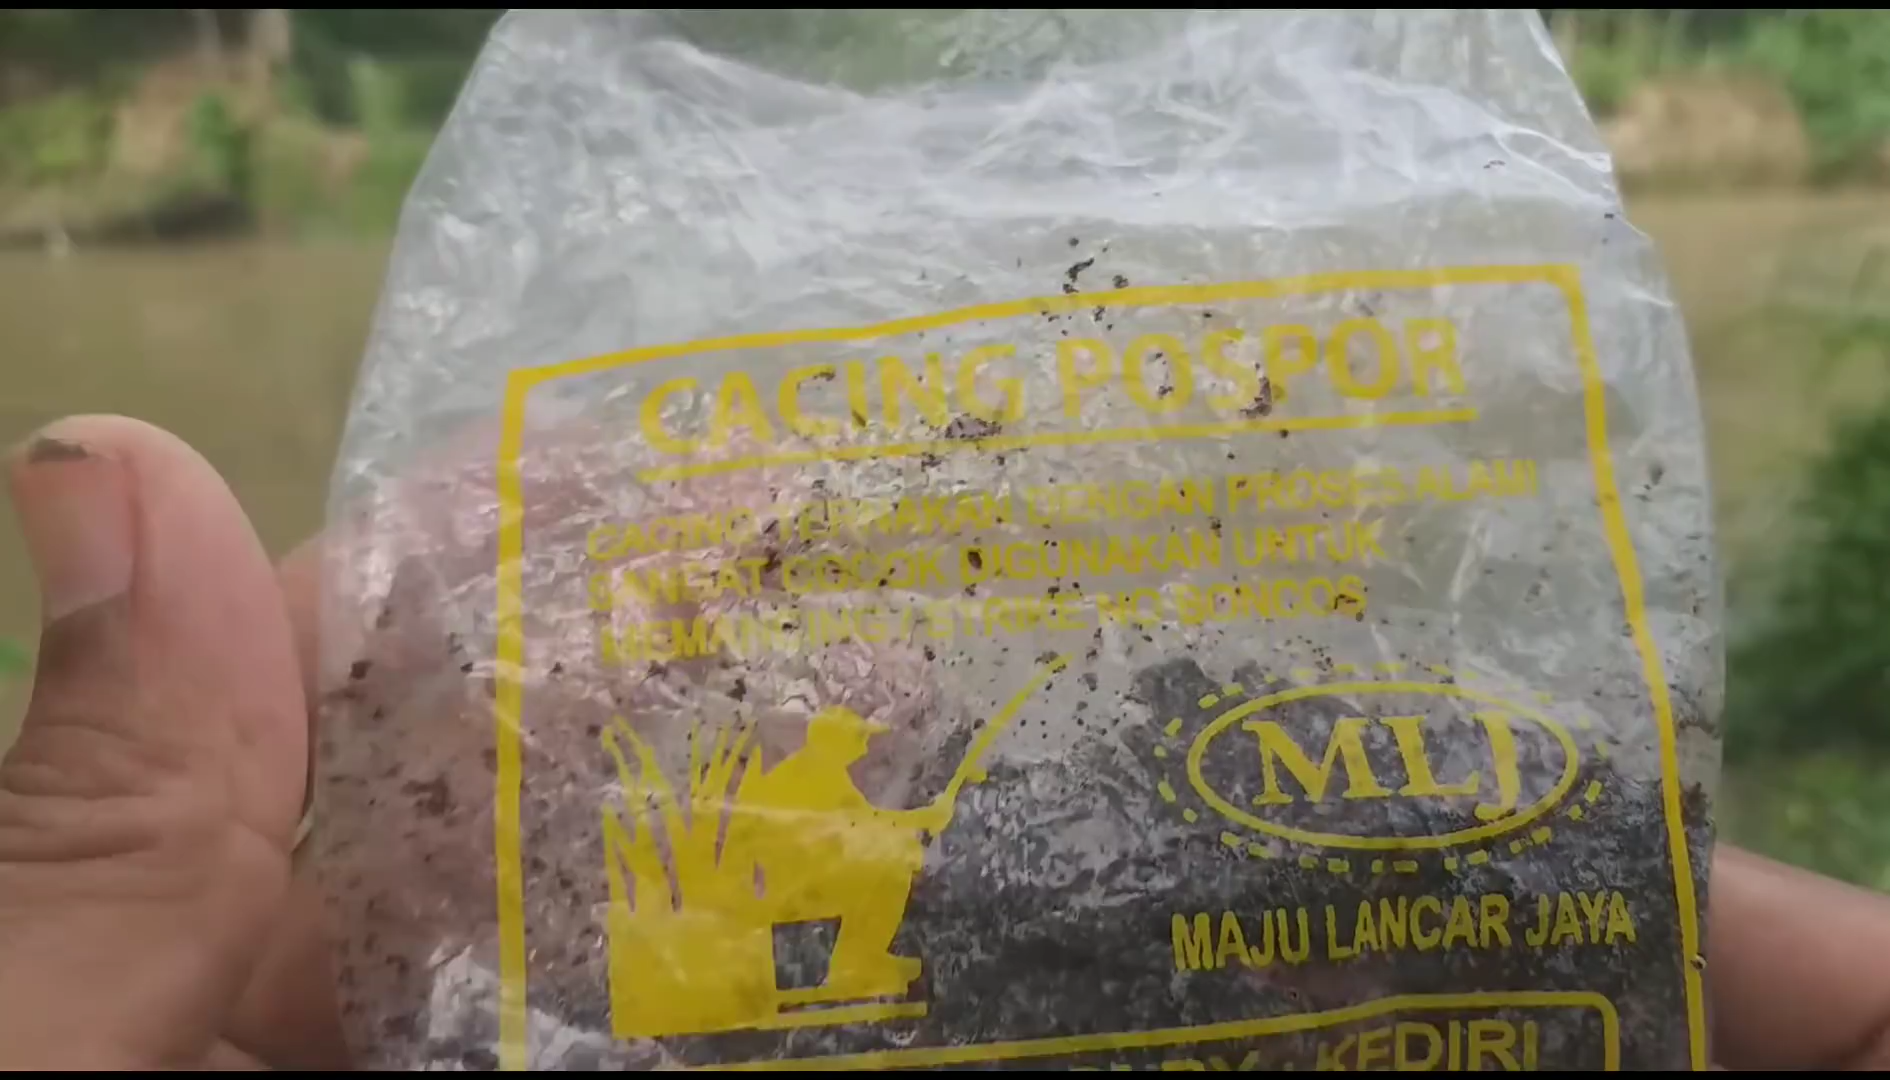 CACING POSPOR
CACING TERNAKAN DENGAN PROSES ALAMI
SANGAT COCOK DIGUNAKAN UNTUK
MEMANCING / STRIKE NO BONCOS
MLJ
MAJU LANCAR JAYA
KEDIRI